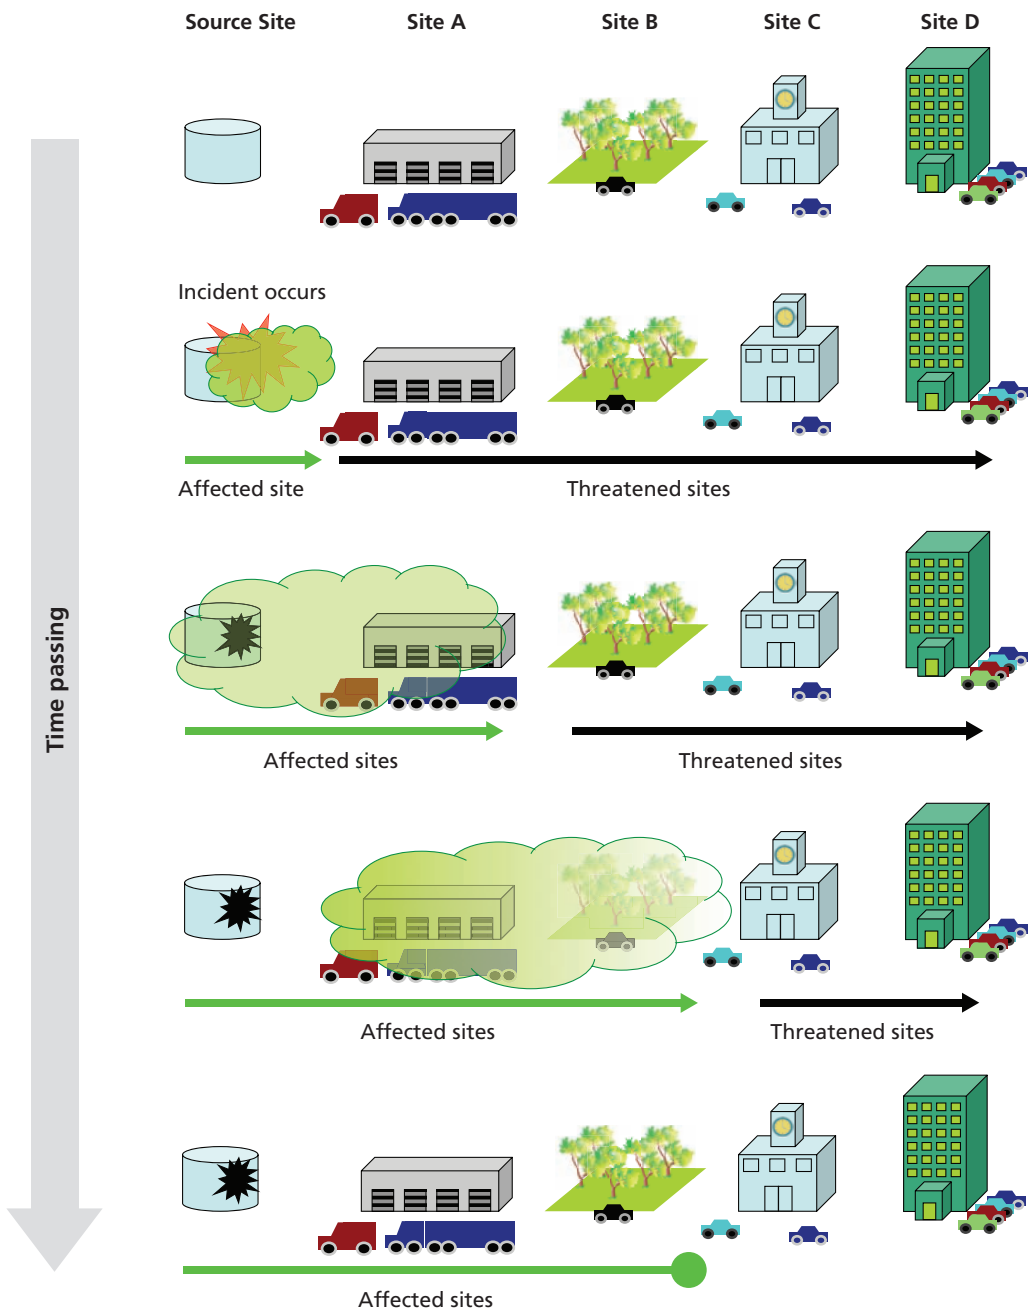 Source Site
Site A
Site B
Site C
Site D
Incident occurs
Affected site
Threatened sites
Time passing
Affected sites
Threatened sites
Affected sites
Threatened sites
Affected sites